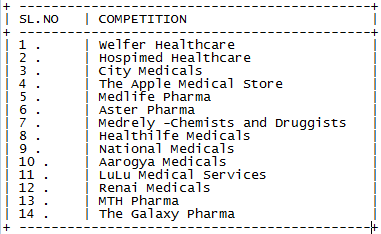 + ----------------------------------------------+
| SL.NO | COMPETITION |
+ ----------------------------------------------+
| 1 . | Welfer Healthcare |
| 2 . | Hospimed Healthcare |
| 3 . | City Medicals |
| 4 . | The Apple Medical Store |
| 5 . | Medlife Pharma |
| 6 . | Aster Pharma |
| 7 . | Medrely -Chemists and Druggists |
| 8 . | Healthilfe Medicals |
| 9 . | National Medicals |
| 10 . | Aarogya Medicals |
| 11 . | LuLu Medical Services |
| 12 . | Renai Medicals |
| 13 . | MTH Pharma |
| 14 . | The Galaxy Pharma |
+ ----------------------------------------------+